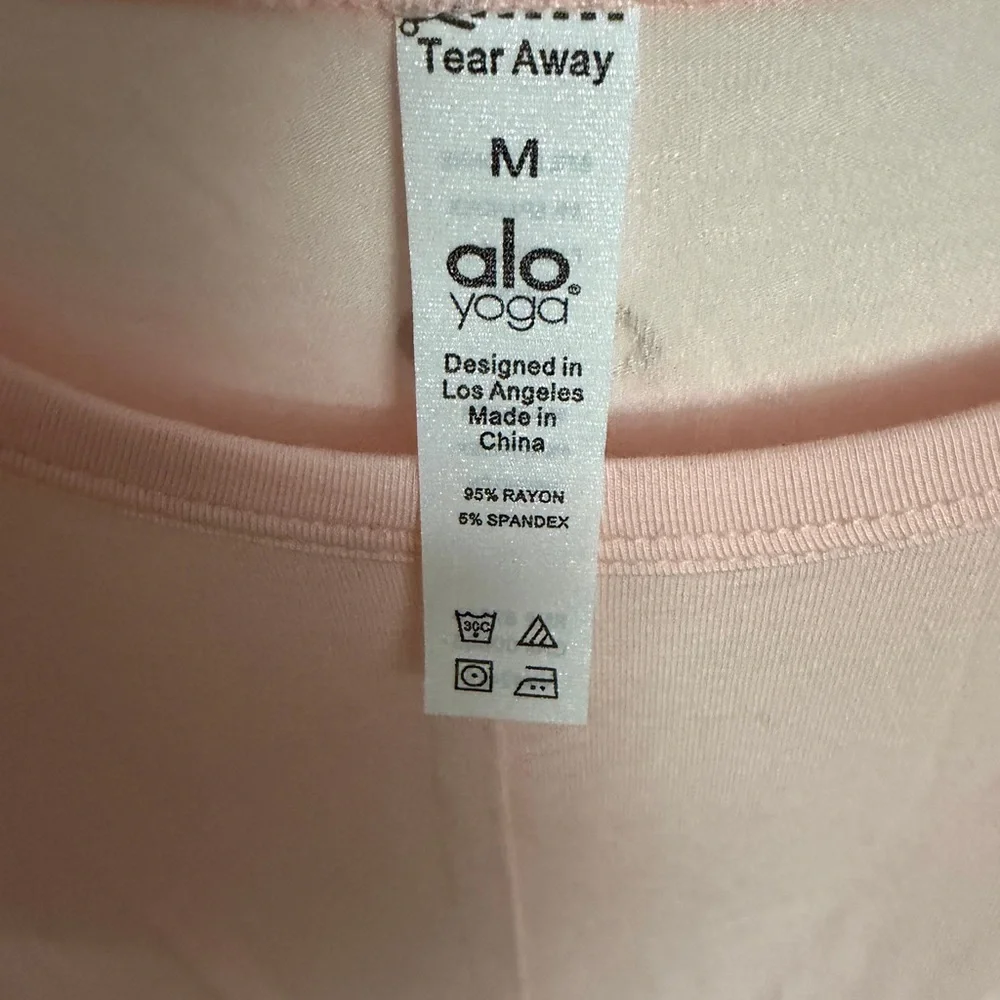 Tear Away
M
alo®
yoga
Designed in
Los Angeles
Made in
China
95% RAYON
5% SPANDEX
30C